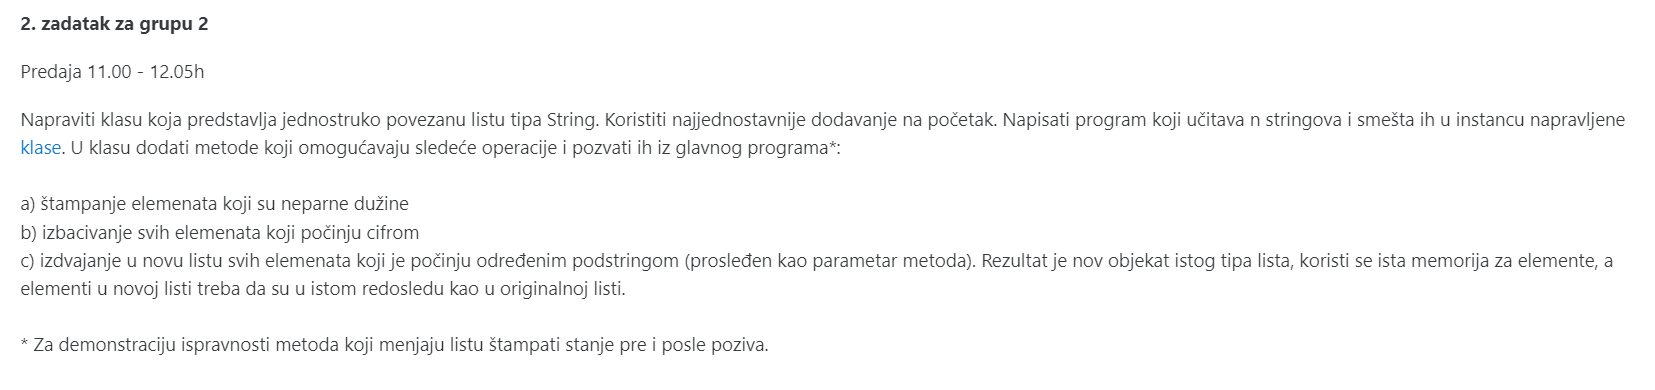 2. zadatak za grupu 2
Predaja 11.00 - 12.05h
Napraviti klasu koja predstavlja jednostruko povezanu listu tipa String. Koristiti najjednostavnije dodavanje na početak. Napisati program koji učitava n stringova i smešta ih u instancu napravljene
klase. U klasu dodati metode koji omogućavaju sledeće operacije i pozvati ih iz glavnog programa*:
a) štampanje elemenata koji su neparne dužine
b) izbacivanje svih elemenata koji počinju cifrom
c) izdvajanje u novu listu svih elemenata koji je počinju određenim podstringom (prosleđen kao parametar metoda). Rezultat je nov objekat istog tipa lista, koristi se ista memorija za elemente, a
elementi u novoj listi treba da su u istom redosledu kao u originalnoj listi.
* Za demonstraciju ispravnosti metoda koji menjaju listu štampati stanje pre i posle poziva.